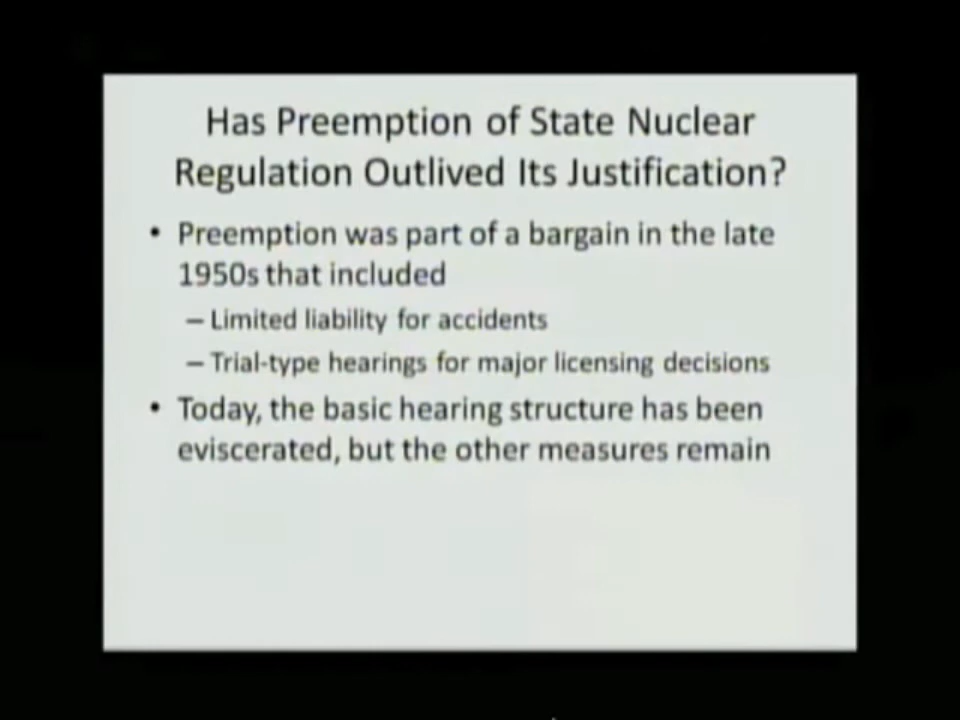 Has Preemption of State Nuclear
Regulation Outlived Its Justification?
• Preemption was part of a bargain in the late
1950s that included
– Limited liability for accidents
– Trial-type hearings for major licensing decisions
• Today, the basic hearing structure has been
eviscerated, but the other measures remain